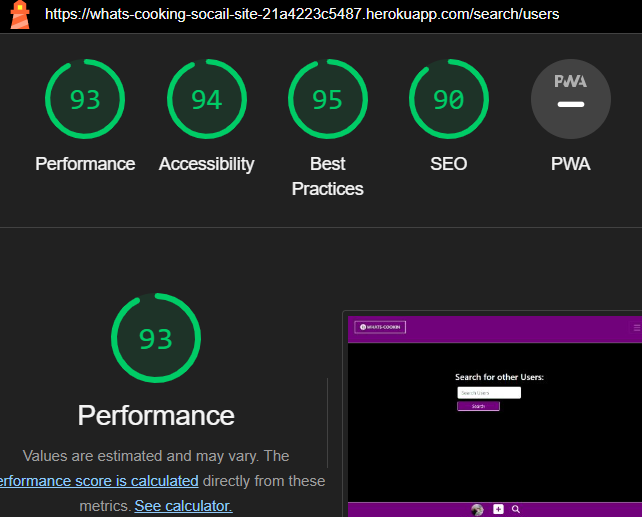 https://whats-cooking-socail-site-21a4223c5487.herokuapp.com/search/users
93
94
95
90
PWA
Performance
Accessibility
Best
Practices
SEO
PWA
93
Performance
Values are estimated and may vary. The
erformance score is calculated directly from these
metrics. See calculator.
WHATS-COOKIN
Search for other Users:
Search Users
Search